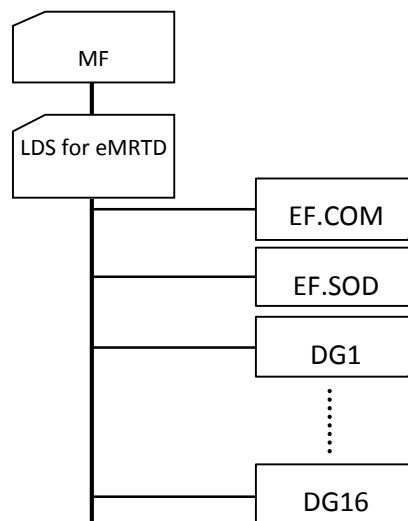 MF
LDS for eMRTD
EF.COM
EF.SOD
DG1
DG16